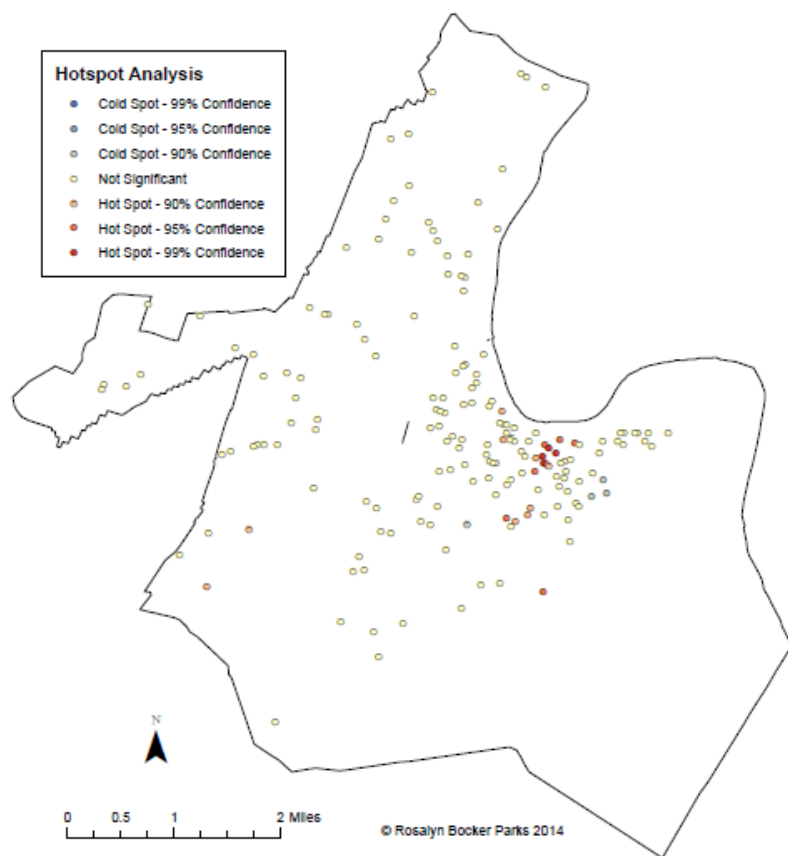 Hotspot Analysis
Cold Spot - 99% Confidence
Cold Spot - 95% Confidence
Cold Spot - 90% Confidence
Not Significant
Hot Spot - 90% Confidence
Hot Spot - 95% Confidence
Hot Spot - 99% Confidence
N
0 0.5 1 2 Miles
© Rosalyn Bocker Parks 2014